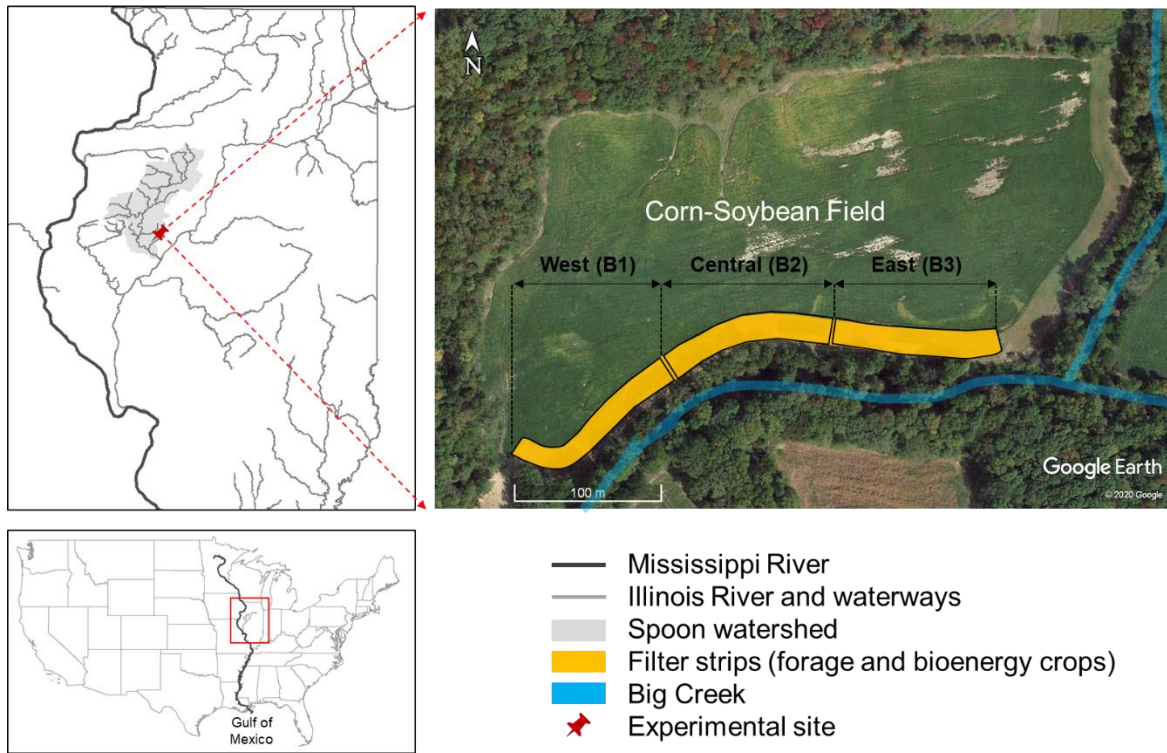 N
Corn-Soybean Field
West (B1)
Central (B2)
East (B3)
100 m
Google Earth
© 2020 Google
Gulf of
Mexico
Mississippi River
Illinois River and waterways
Spoon watershed
Filter strips (forage and bioenergy crops)
Big Creek
Experimental site